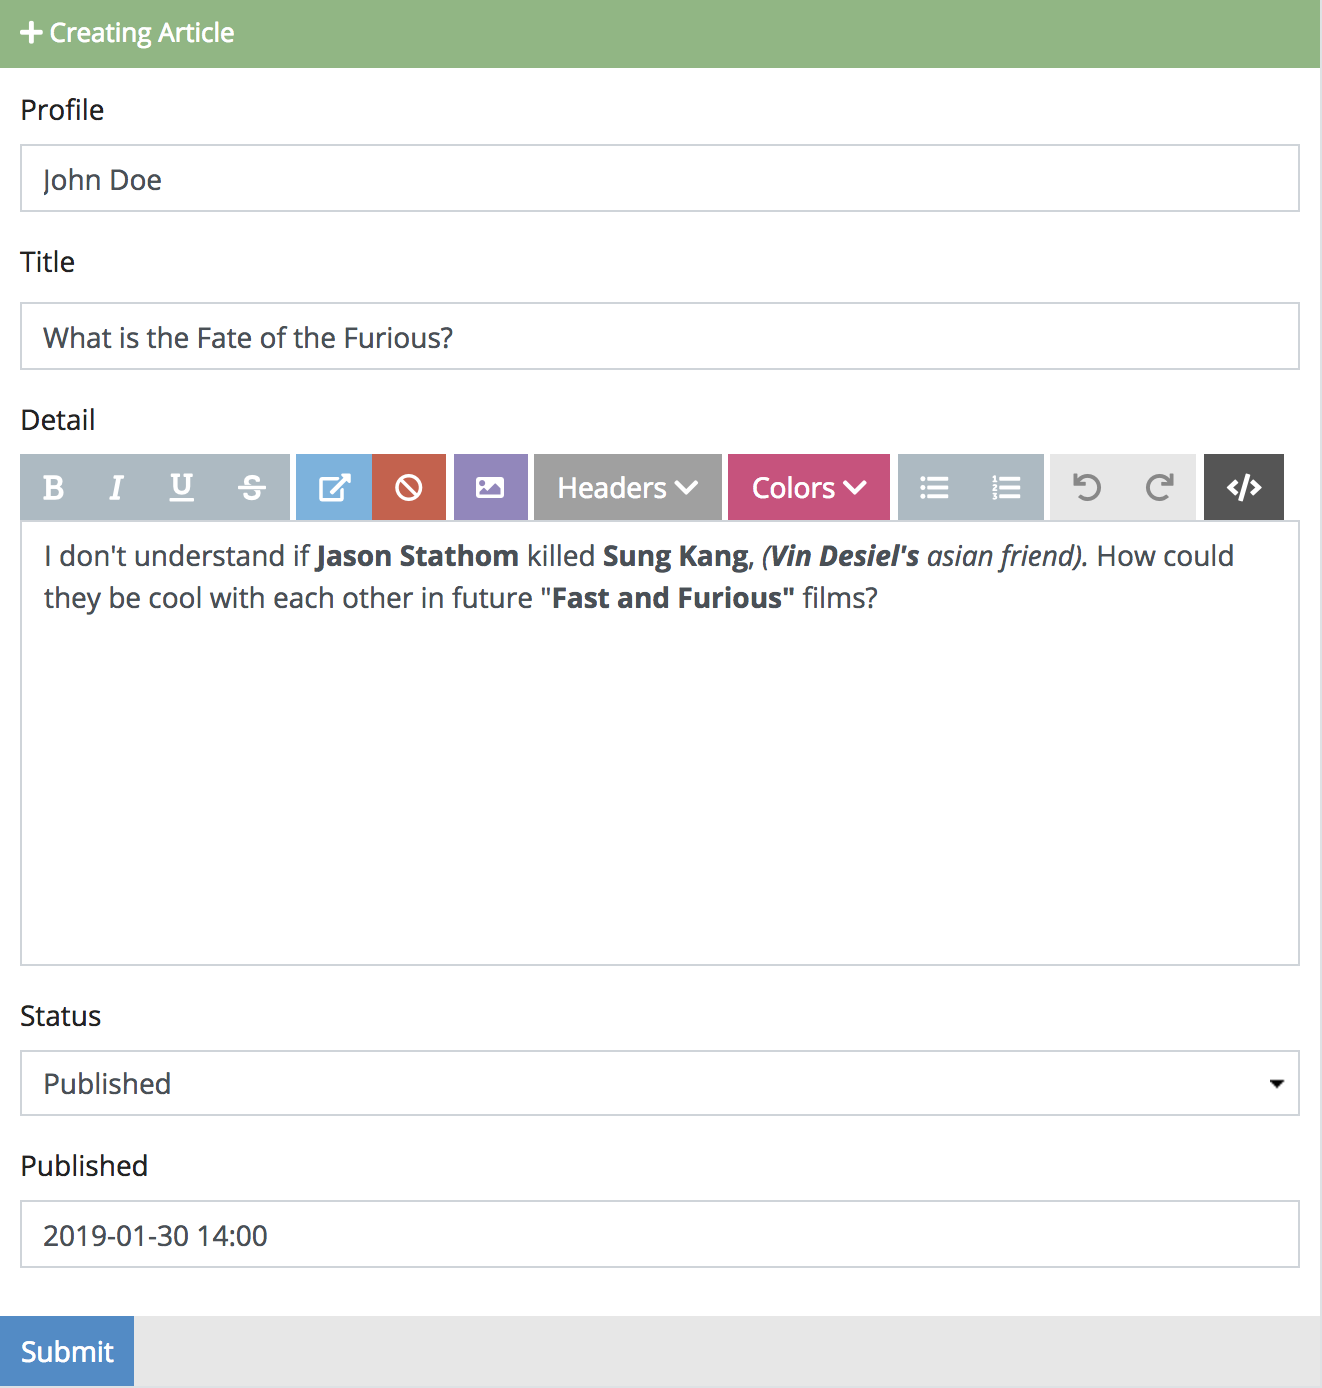 Creating Article
Profile
John Doe
Title
What is the Fate of the Furious?
Detail
B I U S Headers Colors
I don't understand if Jason Stathom killed Sung Kang, (Vin Desiel's asian friend). How could
they be cool with each other in future "Fast and Furious" films?
Status
Published
Published
2019-01-30 14:00
Submit